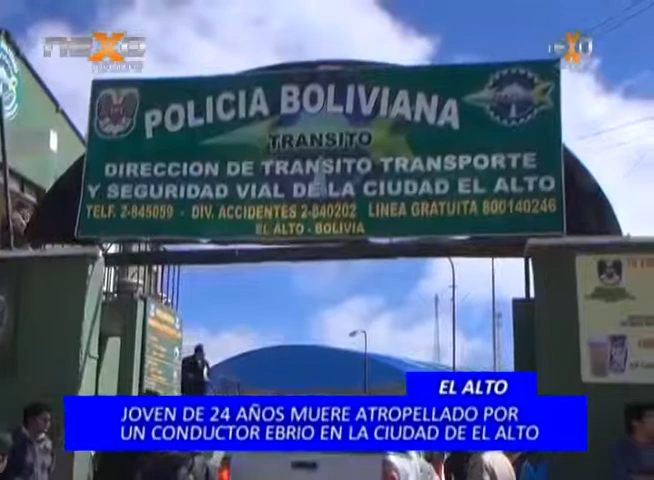 NEXO
NEXO
POLICIA BOLIVIANA
TRANSITO
DIRECCION DE TRANSITO TRANSPORTE
Y SEGURIDAD VIAL DE LA CIUDAD DE EL ALTO
TELF. 2-845059 - DIV. ACCIDENTES 2-840202 LINEA GRATUITA 800140246
EL ALTO - BOLIVIA
EL ALTO
JOVEN DE 24 AÑOS MUERE ATROPELLADO POR
UN CONDUCTOR EBRIO EN LA CIUDAD DE EL ALTO